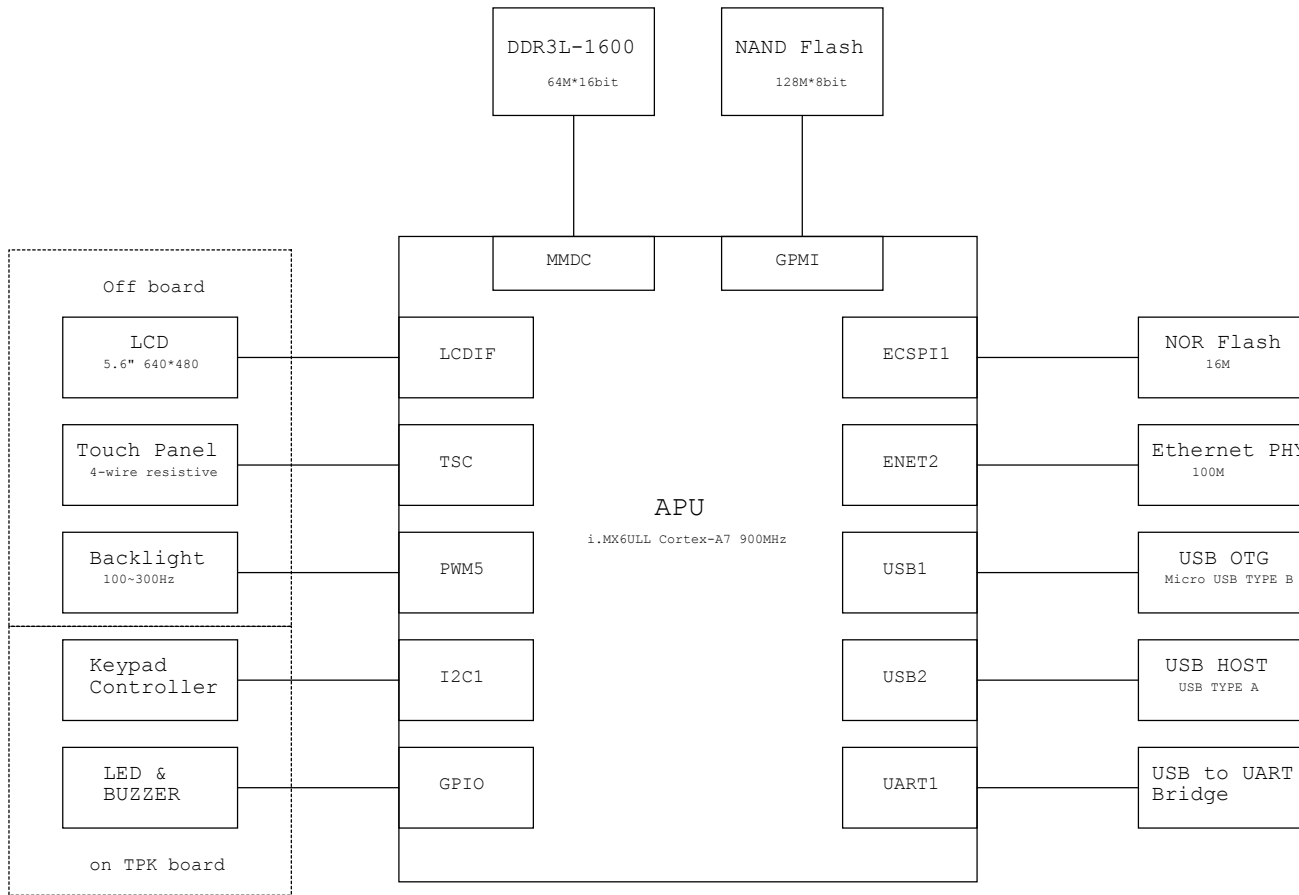 DDR3L-1600
64M*16bit
NAND Flash
128M*8bit
MMDC
GPMI
Off board
LCD
5.6" 640*480
LCDIF
ECSPI1
NOR Flash
16M
Touch Panel
4-wire resistive
TSC
ENET2
Ethernet PHY
100M
APU
i.MX6ULL Cortex-A7 900MHz
Backlight
100~300Hz
PWM5
USB1
USB OTG
Micro USB TYPE B
Keypad
Controller
I2C1
USB2
USB HOST
USB TYPE A
LED &
BUZZER
GPIO
UART1
USB to UART
Bridge
on TPK board